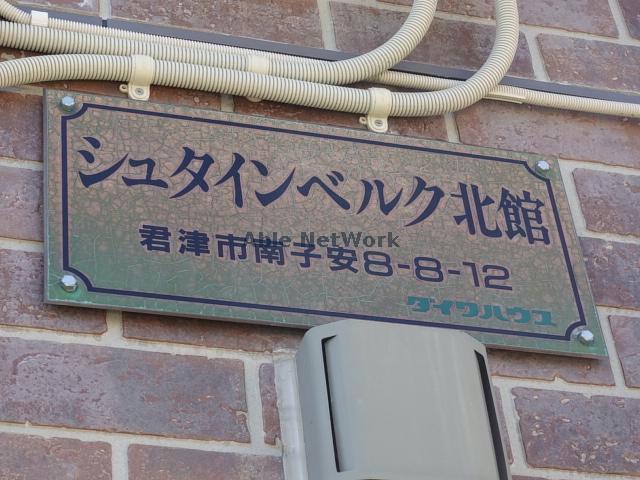 シュタインベルク北館
君津市南子安8-8-12
Able NetWork
ダイワハウス